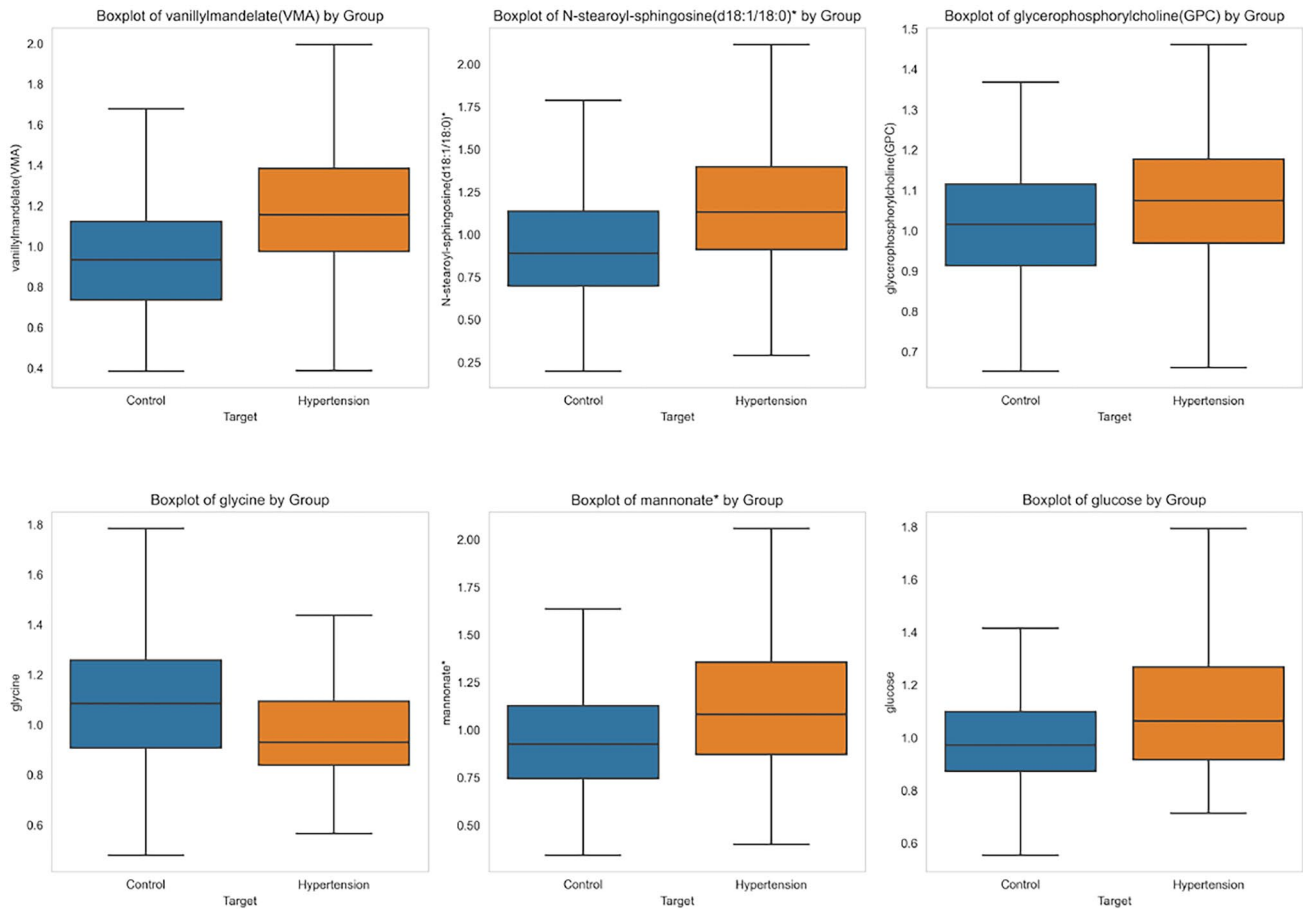 Boxplot of vanillylmandelate(VMA) by Group
vanillylmandelate(VMA)
2.0
1.8
1.6
1.4
1.2
1.0
0.8
0.6
0.4
Control
Hypertension
Target
Boxplot of N-stearoyl-sphingosine(d18:1/18:0)* by Group
N-stearoyl-sphingosine(d18:1/18:0)*
2.00
1.75
1.50
1.25
1.00
0.75
0.50
0.25
Control
Hypertension
Target
Boxplot of glycerophosphorylcholine(GPC) by Group
glycerophosphorylcholine(GPC)
1.5
1.4
1.3
1.2
1.1
1.0
0.9
0.8
0.7
Control
Hypertension
Target
Boxplot of glycine by Group
glycine
1.8
1.6
1.4
1.2
1.0
0.8
0.6
Control
Hypertension
Target
Boxplot of mannonate* by Group
mannonate*
2.00
1.75
1.50
1.25
1.00
0.75
0.50
Control
Hypertension
Target
Boxplot of glucose by Group
glucose
1.8
1.6
1.4
1.2
1.0
0.8
0.6
Control
Hypertension
Target